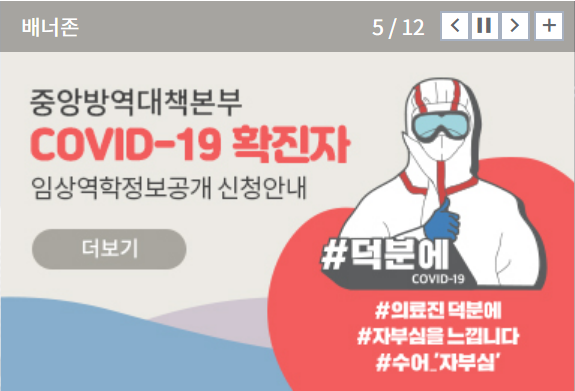 배너존 5 / 12
중앙방역대책본부
COVID-19 확진자
임상역학정보공개 신청안내
더보기
#덕분에
COVID-19
#의료진 덕분에
#자부심을 느낍니다
#수어_'자부심'